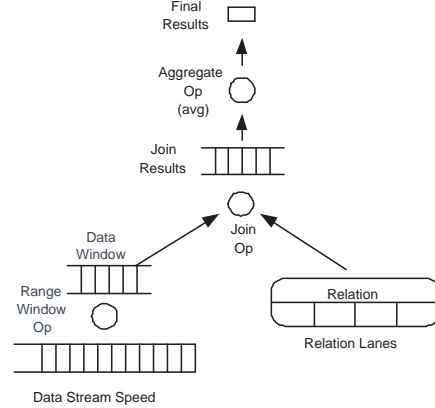 Final
Results
Aggregate
Op
(avg)
Join
Results
Join
Op
Data
Window
Range
Window
Op
Relation
Relation Lanes
Data Stream Speed